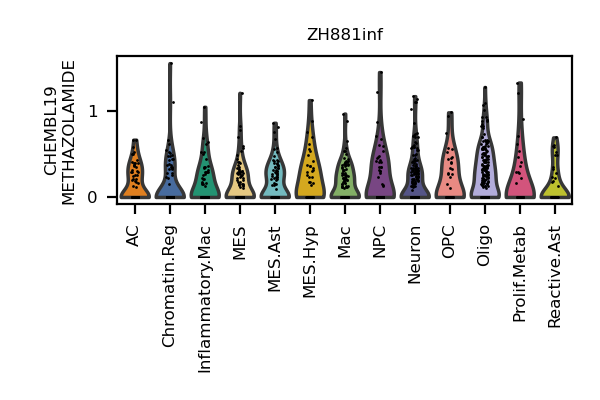 ZH881inf
CHEMBL19
METHAZOLAMIDE
1
0
AC
Chromatin.Reg
Inflammatory.Mac
MES
MES.Ast
MES.Hyp
Mac
NPC
Neuron
OPC
Oligo
Prolif.Metab
Reactive.Ast